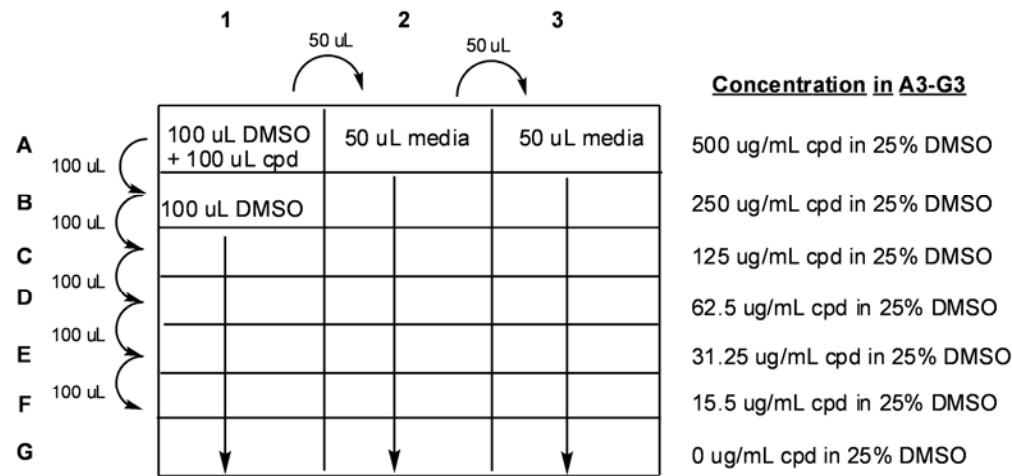 1 2 3
50 uL 50 uL
Concentration in A3-G3
A 100 uL DMSO 50 uL media 50 uL media 500 ug/mL cpd in 25% DMSO
+ 100 uL cpd
100 uL
B 100 uL DMSO 250 ug/mL cpd in 25% DMSO
100 uL
C 125 ug/mL cpd in 25% DMSO
100 uL
D 62.5 ug/mL cpd in 25% DMSO
100 uL
E 31.25 ug/mL cpd in 25% DMSO
100 uL
F 15.5 ug/mL cpd in 25% DMSO
G 0 ug/mL cpd in 25% DMSO